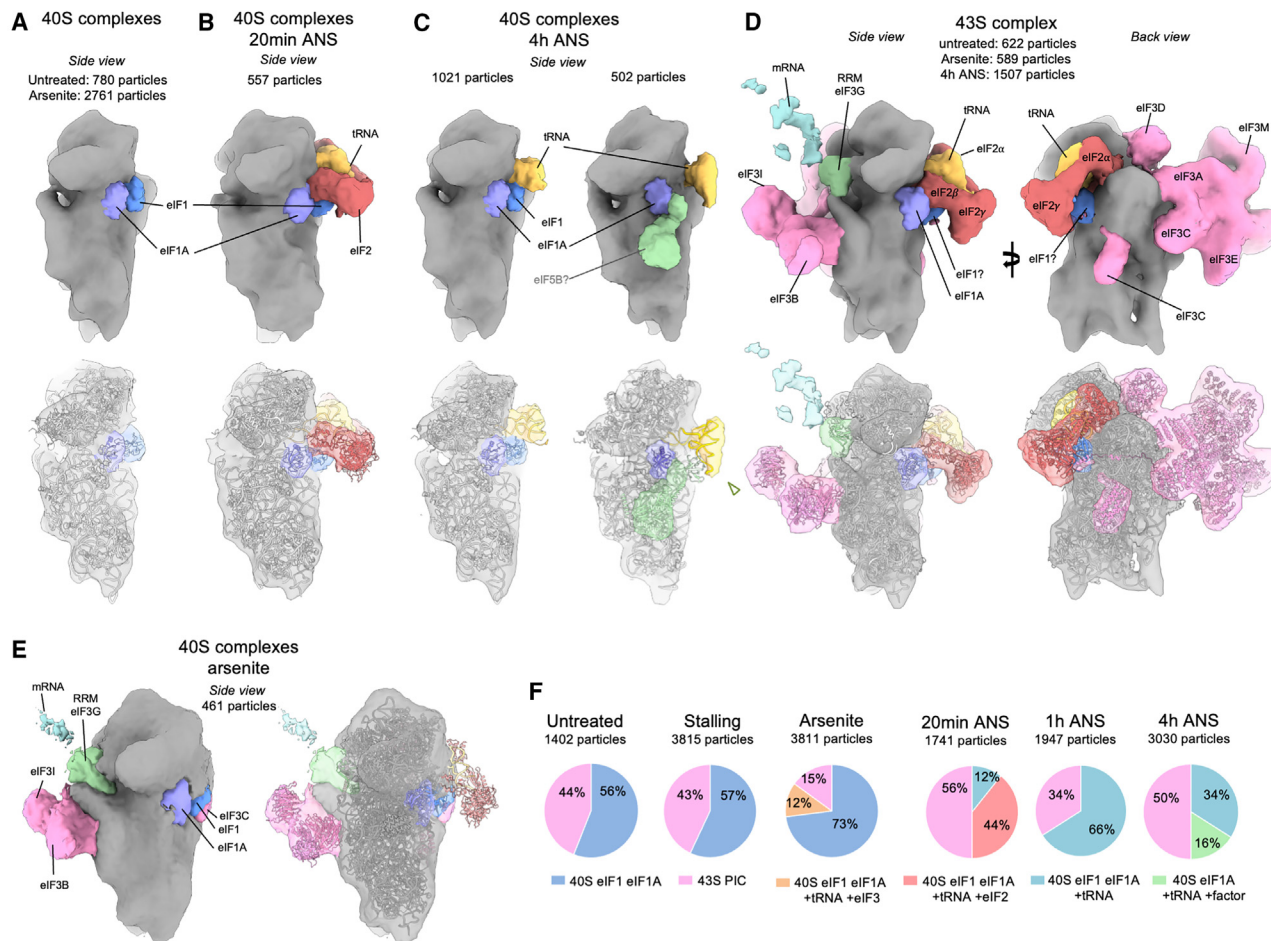 A
40S complexes
Side view
Untreated: 780 particles
Arsenite: 2761 particles
eIF1
eIF1A
B
40S complexes
20min ANS
Side view
557 particles
tRNA
eIF2
C
40S complexes
4h ANS
Side view
1021 particles
502 particles
tRNA
eIF1
eIF1A
eIF5B?
D
43S complex
Side view
untreated: 622 particles
Arsenite: 589 particles
4h ANS: 1507 particles
Back view
mRNA
RRM
eIF3G
tRNA
eIF2α
eIF3I
eIF2β
eIF2γ
eIF1?
eIF1A
eIF3B
tRNA
eIF3D
eIF3M
eIF2α
eIF3A
eIF2γ
eIF3C
eIF1?
eIF3E
eIF3C
E
40S complexes
arsenite
Side view
461 particles
mRNA
RRM
eIF3G
eIF3I
eIF3C
eIF1
eIF1A
eIF3B
F
Untreated
1402 particles
44%
56%
Stalling
3815 particles
43%
57%
Arsenite
3811 particles
15%
12%
73%
20min ANS
1741 particles
56%
12%
44%
1h ANS
1947 particles
34%
66%
4h ANS
3030 particles
50%
34%
16%
40S eIF1 eIF1A
43S PIC
40S eIF1 eIF1A
+tRNA +eIF3
40S eIF1 eIF1A
+tRNA +eIF2
40S eIF1 eIF1A
+tRNA
40S eIF1A
+tRNA +factor